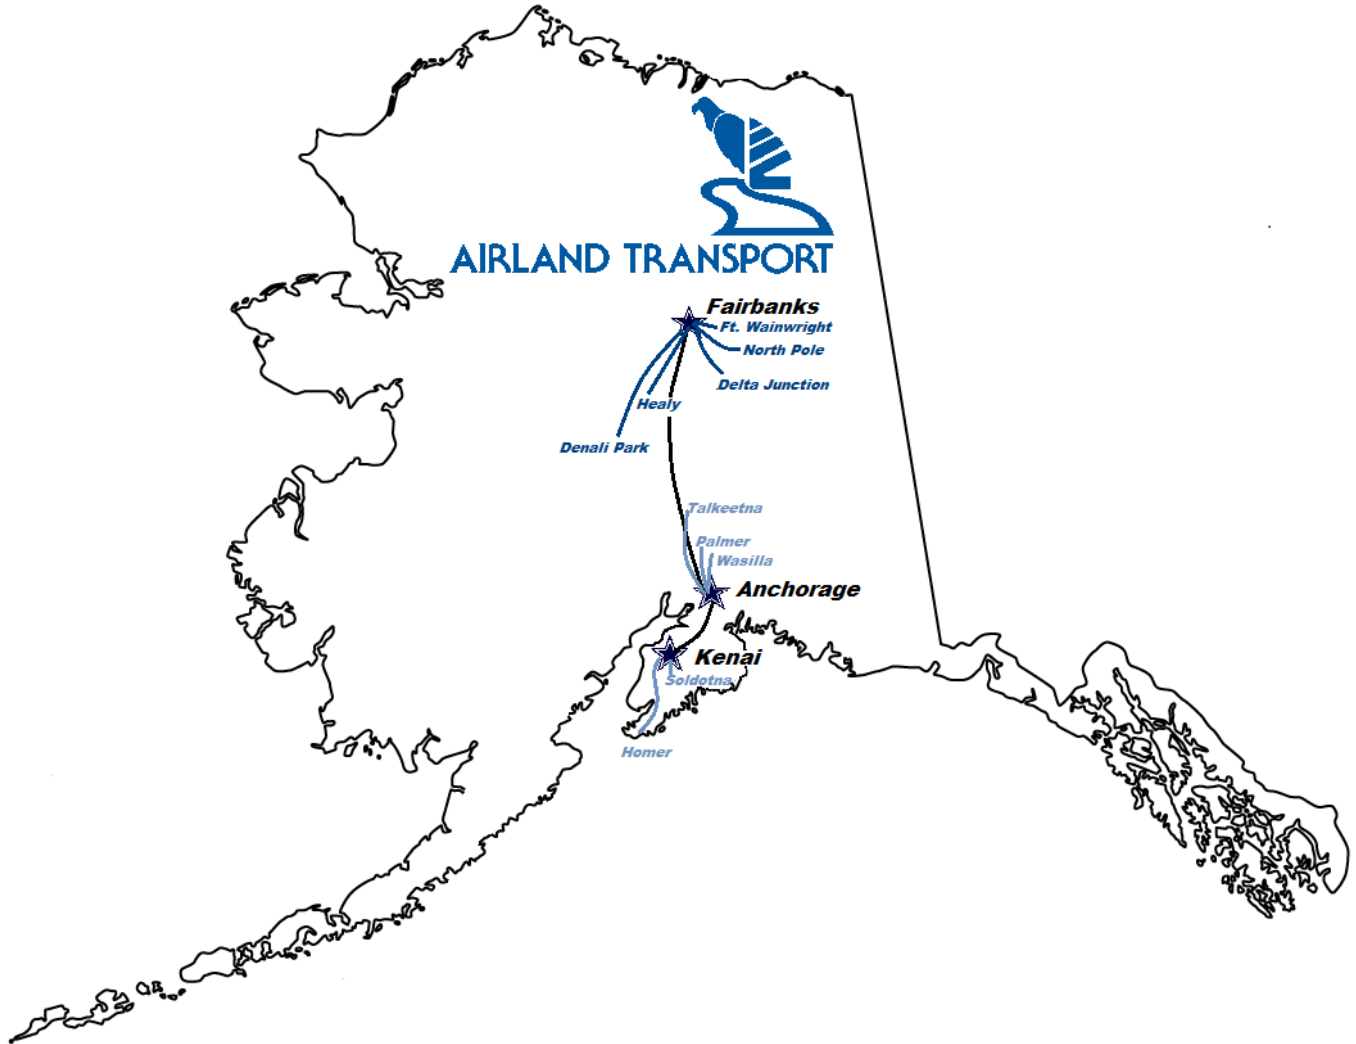 AIRLAND TRANSPORT
Fairbanks
Ft. Wainwright
North Pole
Delta Junction
Healy
Denali Park
Talkeetna
Palmer
Wasilla
Anchorage
Kenai
Soldotna
Homer